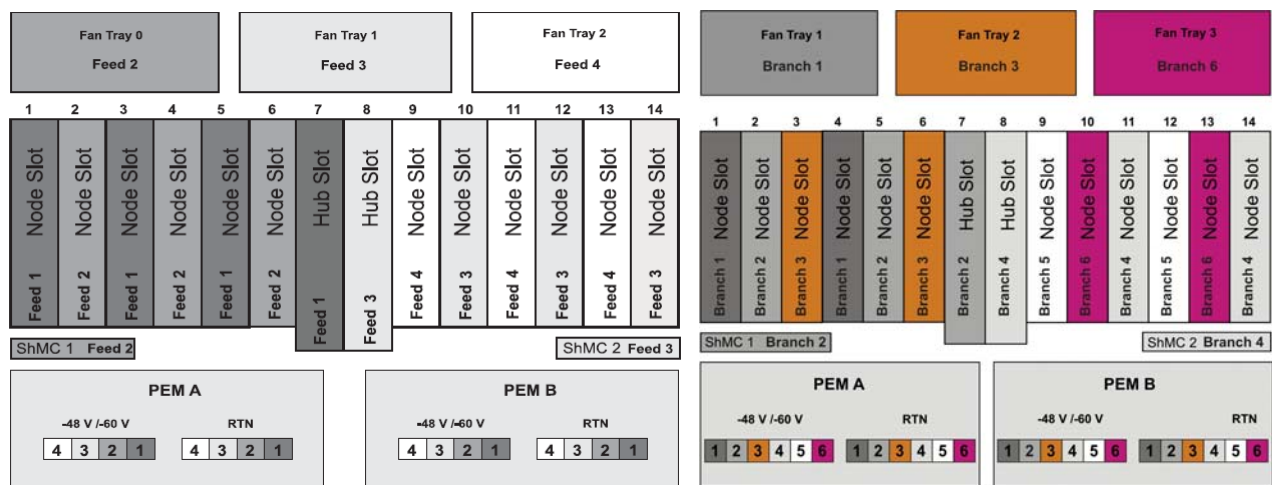 Fan Tray 0
Feed 2
Fan Tray 1
Feed 3
Fan Tray 2
Feed 4
1 2 3 4 5 6 7 8 9 10 11 12 13 14
Feed 1 Node Slot
Feed 2 Node Slot
Feed 1 Node Slot
Feed 2 Node Slot
Feed 1 Node Slot
Feed 2 Node Slot
Feed 1 Hub Slot
Feed 3 Hub Slot
Feed 4 Node Slot
Feed 3 Node Slot
Feed 4 Node Slot
Feed 3 Node Slot
Feed 4 Node Slot
Feed 3 Node Slot
ShMC 1 Feed 2
ShMC 2 Feed 3
PEM A
-48 V /-60 V
RTN
4 3 2 1
4 3 2 1
PEM B
-48 V /-60 V
RTN
4 3 2 1
4 3 2 1
Fan Tray 1
Branch 1
Fan Tray 2
Branch 3
Fan Tray 3
Branch 6
1 2 3 4 5 6 7 8 9 10 11 12 13 14
Branch 1 Node Slot
Branch 2 Node Slot
Branch 3 Node Slot
Branch 1 Node Slot
Branch 2 Node Slot
Branch 3 Node Slot
Branch 2 Hub Slot
Branch 4 Hub Slot
Branch 5 Node Slot
Branch 6 Node Slot
Branch 4 Node Slot
Branch 5 Node Slot
Branch 6 Node Slot
Branch 4 Node Slot
ShMC 1 Branch 2
ShMC 2 Branch 4
PEM A
-48 V /-60 V
RTN
1 2 3 4 5 6
1 2 3 4 5 6
PEM B
-48 V /-60 V
RTN
1 2 3 4 5 6
1 2 3 4 5 6